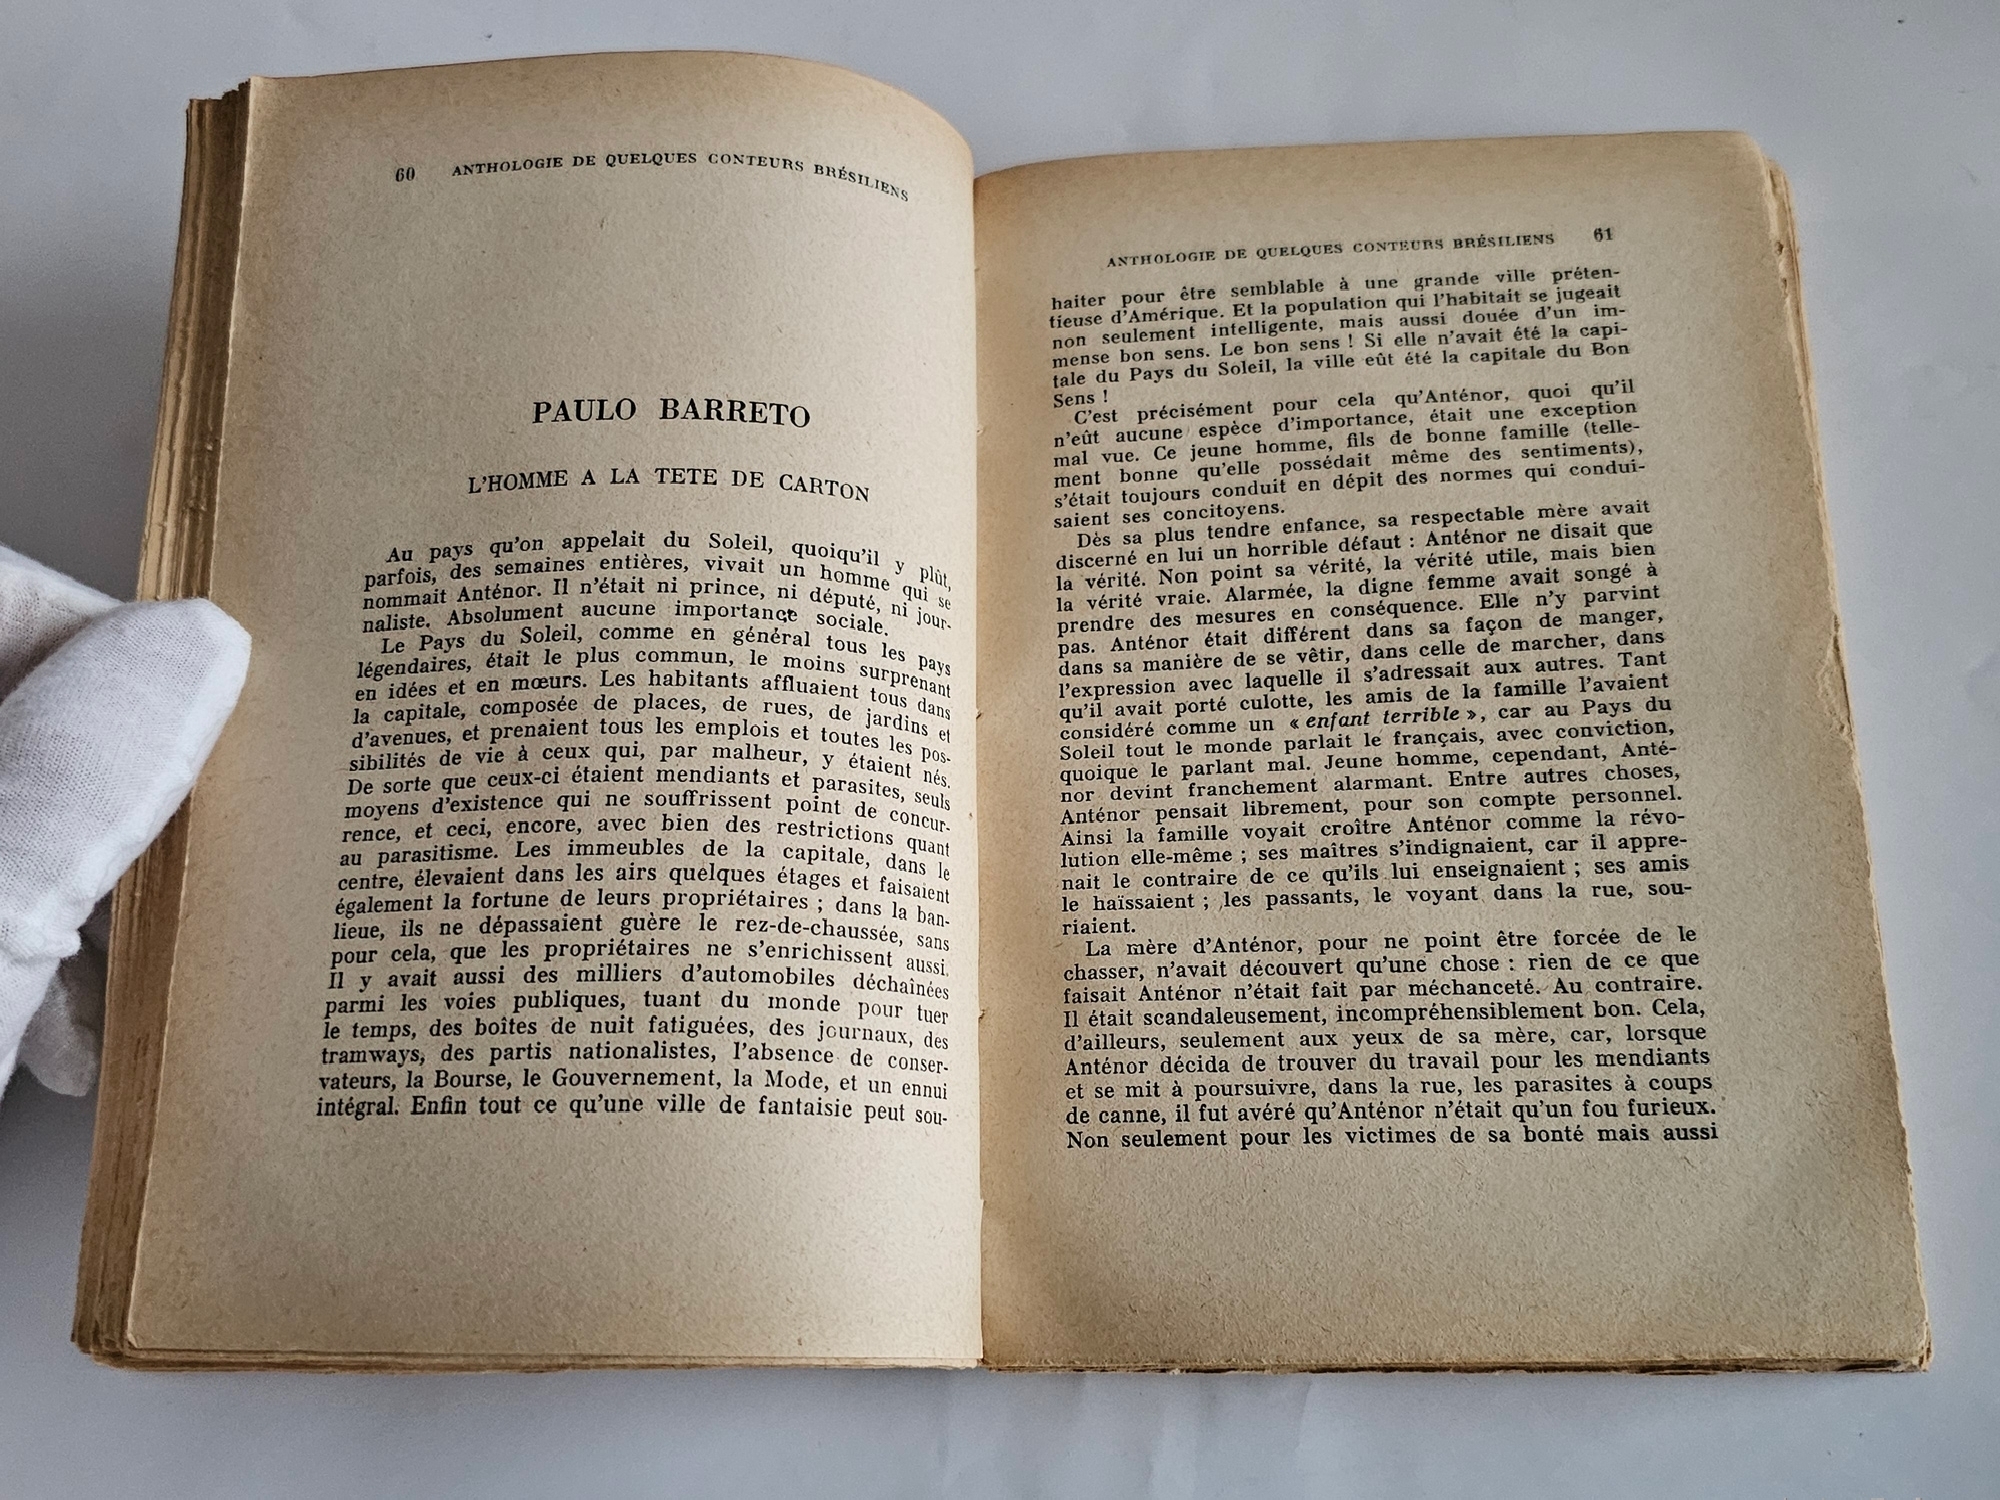 60 ANTHOLOGIE DE QUELQUES CONTEURS BRÉSILIENS
PAULO BARRETO
L'HOMME A LA TETE DE CARTON
Au pays qu'on appelait du Soleil, quoiqu'il y plût,
parfois, des semaines entières, vivait un homme qui se
nommait Anténor. Il n'était ni prince, ni député, ni jour-
naliste. Absolument aucune importance sociale.
Le Pays du Soleil, comme en général tous les pays
légendaires, était le plus commun, le moins surprenant
en idées et en mœurs. Les habitants affluaient tous dans
la capitale, composée de places, de rues, de jardins et
d'avenues, et prenaient tous les emplois et toutes les pos-
sibilités de vie à ceux qui, par malheur, y étaient nés.
De sorte que ceux-ci étaient mendiants et parasites, seuls
moyens d'existence qui ne souffrissent point de concur-
rence, et ceci, encore, avec bien des restrictions quant
au parasitisme. Les immeubles de la capitale, dans le
centre, élevaient dans les airs quelques étages et faisaient
également la fortune de leurs propriétaires ; dans la ban-
lieue, ils ne dépassaient guère le rez-de-chaussée, sans
pour cela, que les propriétaires ne s'enrichissent aussi.
Il y avait aussi des milliers d'automobiles déchaînées
parmi les voies publiques, tuant du monde pour tuer
le temps, des boîtes de nuit fatiguées, des journaux, des
tramways, des partis nationalistes, l'absence de conser-
vateurs, la Bourse, le Gouvernement, la Mode, et un ennui
intégral. Enfin tout ce qu'une ville de fantaisie peut sou-
ANTHOLOGIE DE QUELQUES CONTEURS BRÉSILIENS 61
haiter pour être semblable à une grande ville préten-
tieuse d'Amérique. Et la population qui l'habitait se jugeait
non seulement intelligente, mais aussi douée d'un im-
mense bon sens. Le bon sens ! Si elle n'avait été la capi-
tale du Pays du Soleil, la ville eût été la capitale du Bon
Sens !
C'est précisément pour cela qu'Anténor, quoi qu'il
n'eût aucune espèce d'importance, était une exception
mal vue. Ce jeune homme, fils de bonne famille (telle-
ment bonne qu'elle possédait même des sentiments),
s'était toujours conduit en dépit des normes qui condui-
saient ses concitoyens.
Dès sa plus tendre enfance, sa respectable mère avait
discerné en lui un horrible défaut : Anténor ne disait que
la vérité. Non point sa vérité, la vérité utile, mais bien
la vérité vraie. Alarmée, la digne femme avait songé à
prendre des mesures en conséquence. Elle n'y parvint
pas. Anténor était différent dans sa façon de manger,
dans sa manière de se vêtir, dans celle de marcher, dans
l'expression avec laquelle il s'adressait aux autres. Tant
qu'il avait porté culotte, les amis de la famille l'avaient
considéré comme un « enfant terrible », car au Pays du
Soleil tout le monde parlait le français, avec conviction,
quoique le parlant mal. Jeune homme, cependant, Anté-
nor devint franchement alarmant. Entre autres choses,
Anténor pensait librement, pour son compte personnel.
Ainsi la famille voyait croître Anténor comme la révo-
lution elle-même ; ses maîtres s'indignaient, car il appre-
nait le contraire de ce qu'ils lui enseignaient ; ses amis
le haïssaient ; les passants, le voyant dans la rue, sou-
riaient.
La mère d'Anténor, pour ne point être forcée de le
chasser, n'avait découvert qu'une chose : rien de ce que
faisait Anténor n'était fait par méchanceté. Au contraire.
Il était scandaleusement, incompréhensiblement bon. Cela,
d'ailleurs, seulement aux yeux de sa mère, car, lorsque
Anténor décida de trouver du travail pour les mendiants
et se mit à poursuivre, dans la rue, les parasites à coups
de canne, il fut avéré qu'Anténor n'était qu'un fou furieux.
Non seulement pour les victimes de sa bonté mais aussi